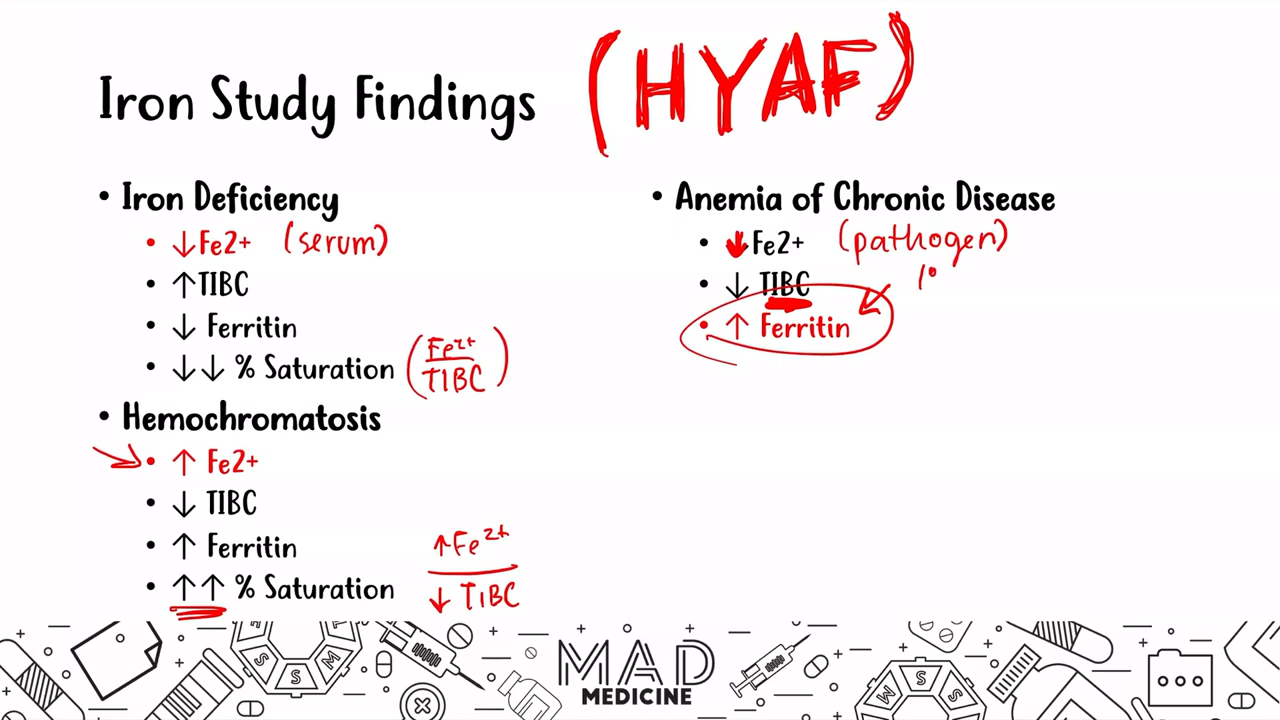 Iron Study Findings (HYAF)
• Iron Deficiency
• ↓Fe2+ (serum)
• ↑TIBC
• ↓ Ferritin
• ↓↓ % Saturation (Fe2+/TIBC)
• Hemochromatosis
• ↑ Fe2+
• ↓ TIBC
• ↑ Ferritin
• ↑↑ % Saturation
↑Fe2+
↓ TIBC
• Anemia of Chronic Disease
• ↓Fe2+ (pathogen)
• ↓ TIBC
• ↑ Ferritin
MAD
MEDICINE